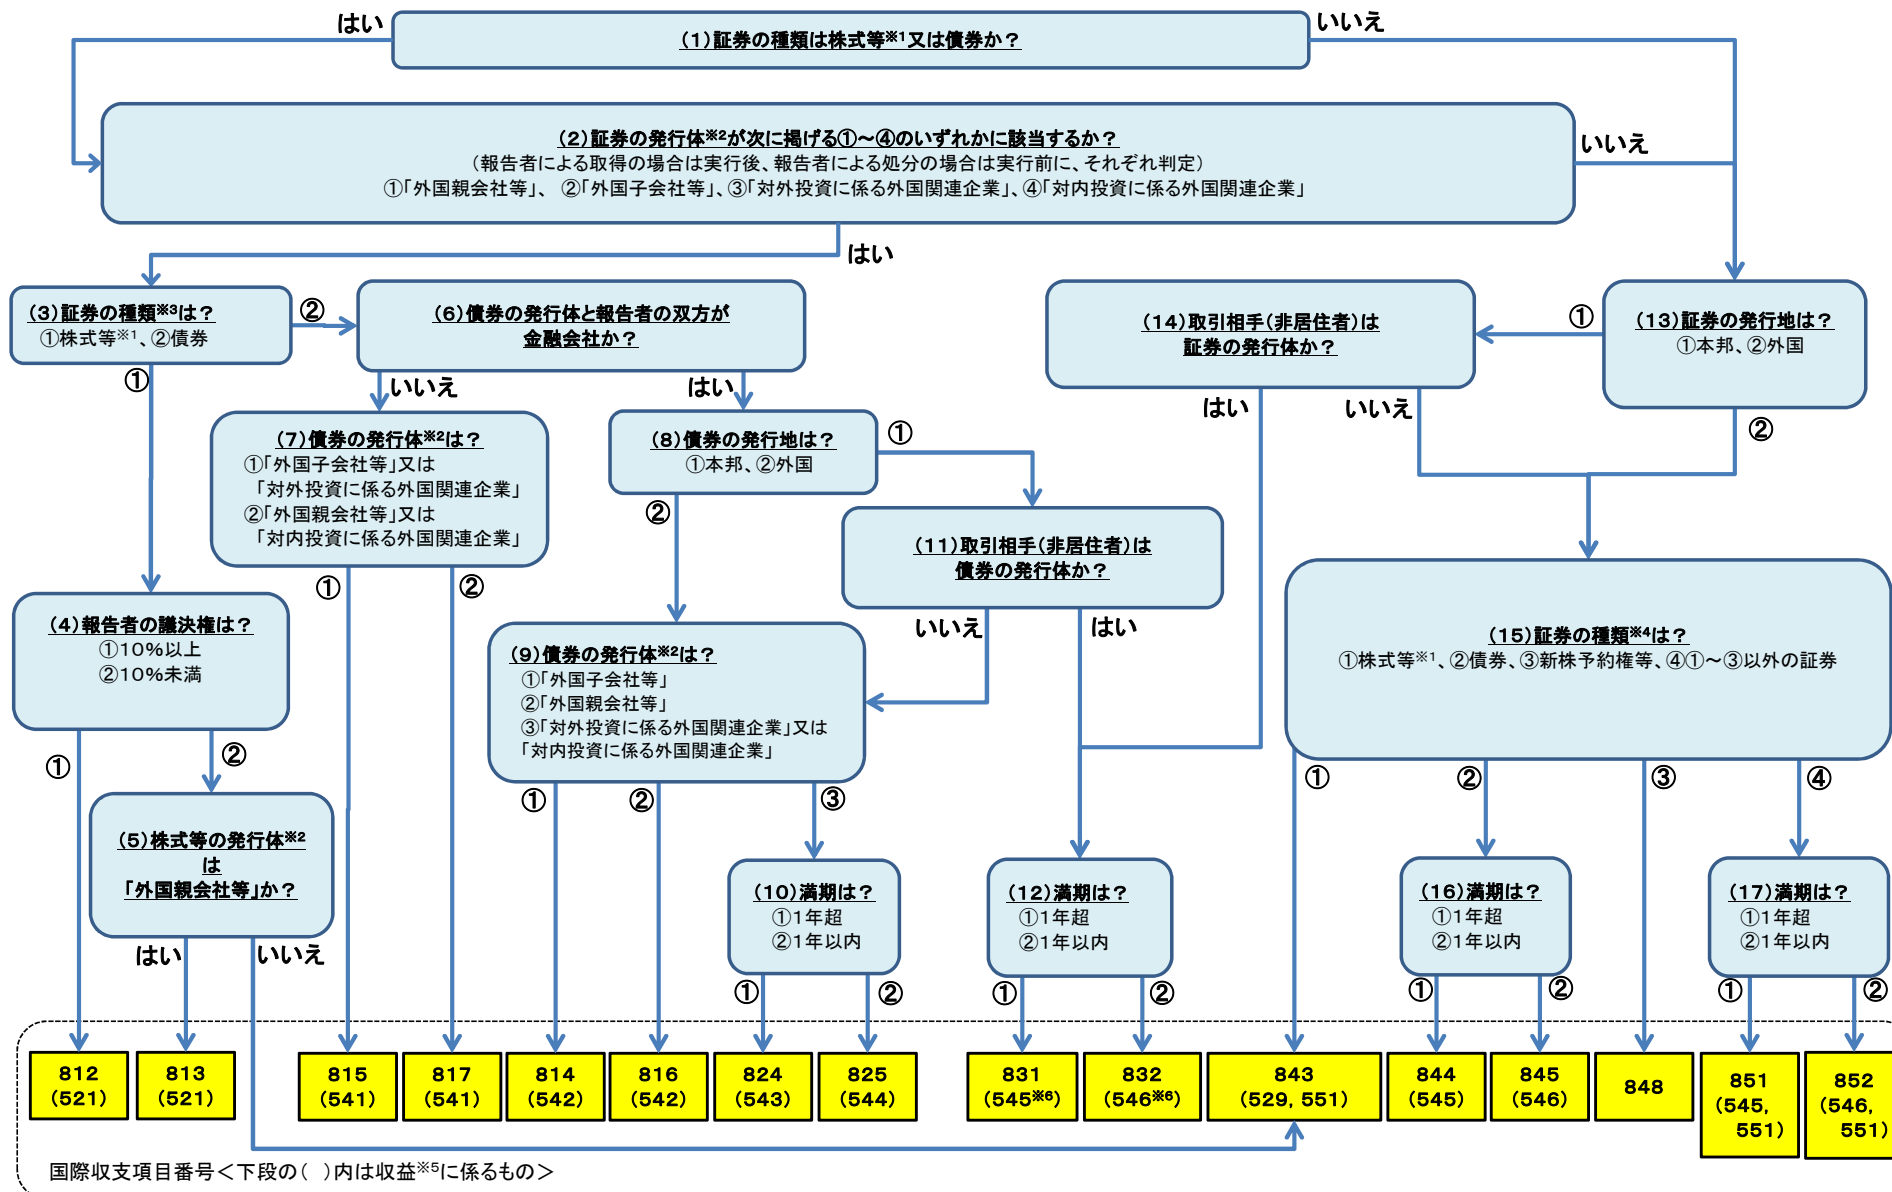 はい
(1)証券の種類は株式等※1又は債券か？
いいえ
(2)証券の発行体※2が次に掲げる①～④のいずれかに該当するか？
（報告者による取得の場合は実行後、報告者による処分の場合は実行前に、それぞれ判定）
①「外国親会社等」、 ②「外国子会社等」、③「対外投資に係る外国関連企業」、④「対内投資に係る外国関連企業」
いいえ
はい
(3)証券の種類※3は？
①株式等※1、②債券
②
①
(6)債券の発行体と報告者の双方が
金融会社か？
いいえ
はい
(14)取引相手(非居住者)は
証券の発行体か？
はい
いいえ
①
(13)証券の発行地は？
①本邦、②外国
②
(7)債券の発行体※2は？
①「外国子会社等」又は
「対外投資に係る外国関連企業」
②「外国親会社等」又は
「対内投資に係る外国関連企業」
①
②
(8)債券の発行地は？
①本邦、②外国
①
②
(11)取引相手(非居住者)は
債券の発行体か？
いいえ
はい
(4)報告者の議決権は？
①10％以上
②10％未満
①
②
(9)債券の発行体※2は？
①「外国子会社等」
②「外国親会社等」
③「対外投資に係る外国関連企業」又は
「対内投資に係る外国関連企業」
①
②
③
(15)証券の種類※4は？
①株式等※1、②債券、③新株予約権等、④①～③以外の証券
①
②
③
④
(5)株式等の発行体※2
は
「外国親会社等」か？
はい
いいえ
(10)満期は？
①1年超
②1年以内
①
②
(12)満期は？
①1年超
②1年以内
①
②
(16)満期は？
①1年超
②1年以内
①
②
(17)満期は？
①1年超
②1年以内
①
②
812
(521)
813
(521)
815
(541)
817
(541)
814
(542)
816
(542)
824
(543)
825
(544)
831
(545※6)
832
(546※6)
843
(529, 551)
844
(545)
845
(546)
848
851
(545,
551)
852
(546,
551)
国際収支項目番号＜下段の( )内は収益※5に係るもの＞